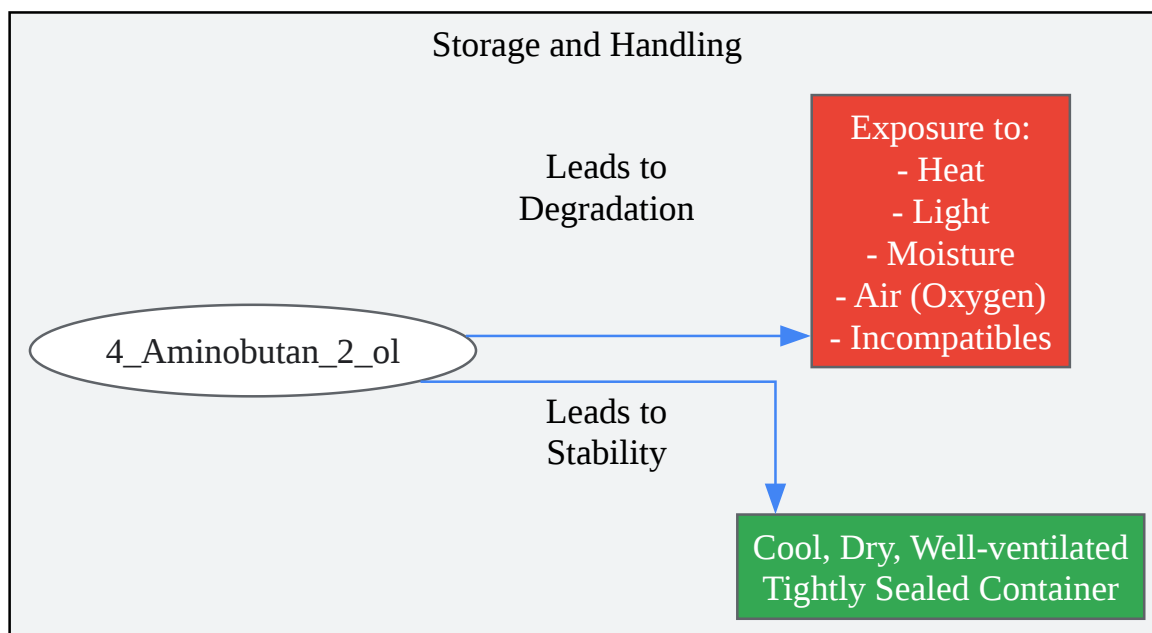 Storage and Handling
Leads to
Degradation
Exposure to:
- Heat
- Light
- Moisture
- Air (Oxygen)
- Incompatibles
4_Aminobutan_2_ol
Leads to
Stability
Cool, Dry, Well-ventilated
Tightly Sealed Container